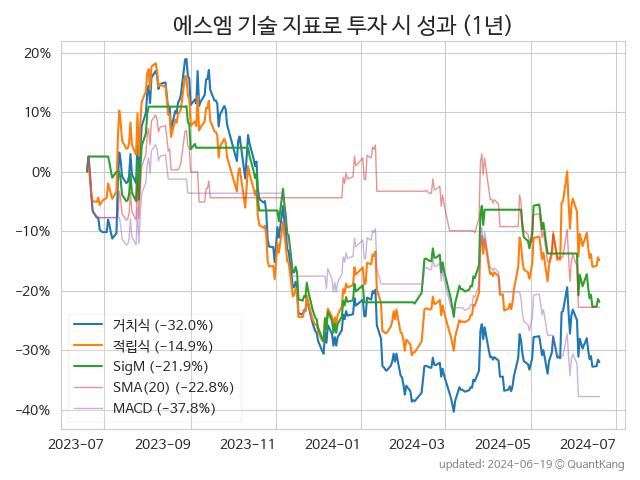 에스엠 기술 지표로 투자 시 성과 (1년)
20%
10%
0%
−10%
−20%
−30%
−40%
거치식 (−32.0%)
적립식 (−14.9%)
SigM (−21.9%)
SMA(20) (−22.8%)
MACD (−37.8%)
2023−07 2023−09 2023−11 2024−01 2024−03 2024−05 2024−07
updated: 2024−06−19 ⓒ QuantKang